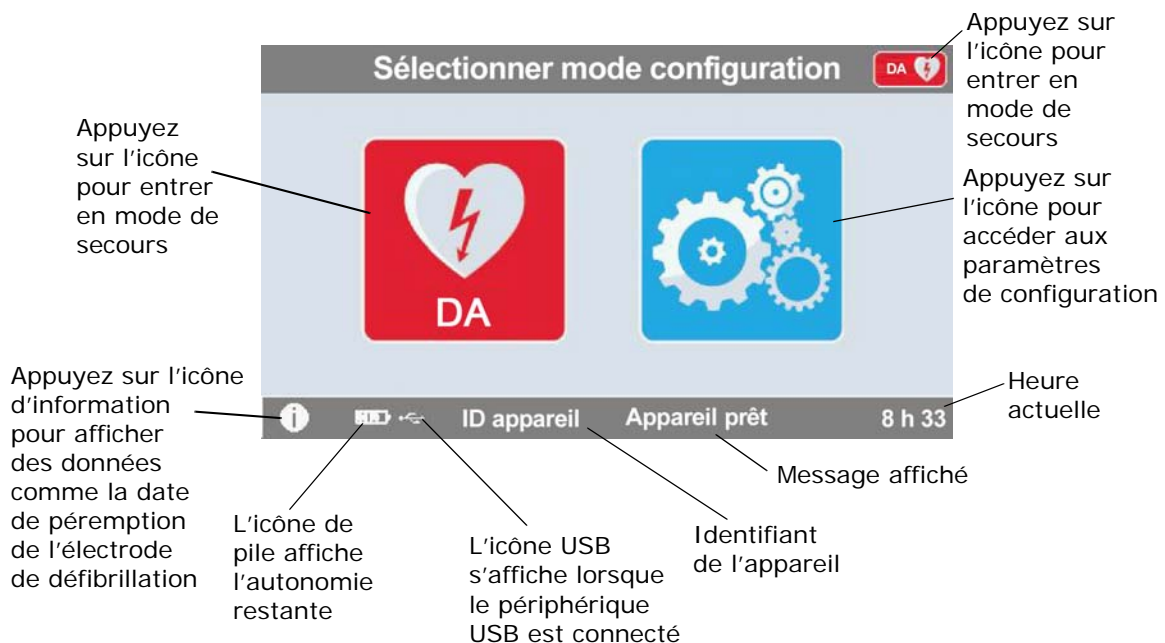 Appuyez sur
l'icône pour
entrer en
mode de
secours
Sélectionner mode configuration
DA
Appuyez
sur l'icône
pour entrer
en mode de
secours
DA
Appuyez sur
l'icône pour
accéder aux
paramètres
de configuration
Appuyez sur l'icône
d'information
pour afficher
des données
comme la date
de péremption
de l'électrode
de défibrillation
i
ID appareil
Appareil prêt
8 h 33
Heure
actuelle
Message affiché
Identifiant
de l'appareil
L'icône de
pile affiche
l'autonomie
restante
L'icône USB
s'affiche lorsque
le périphérique
USB est connecté